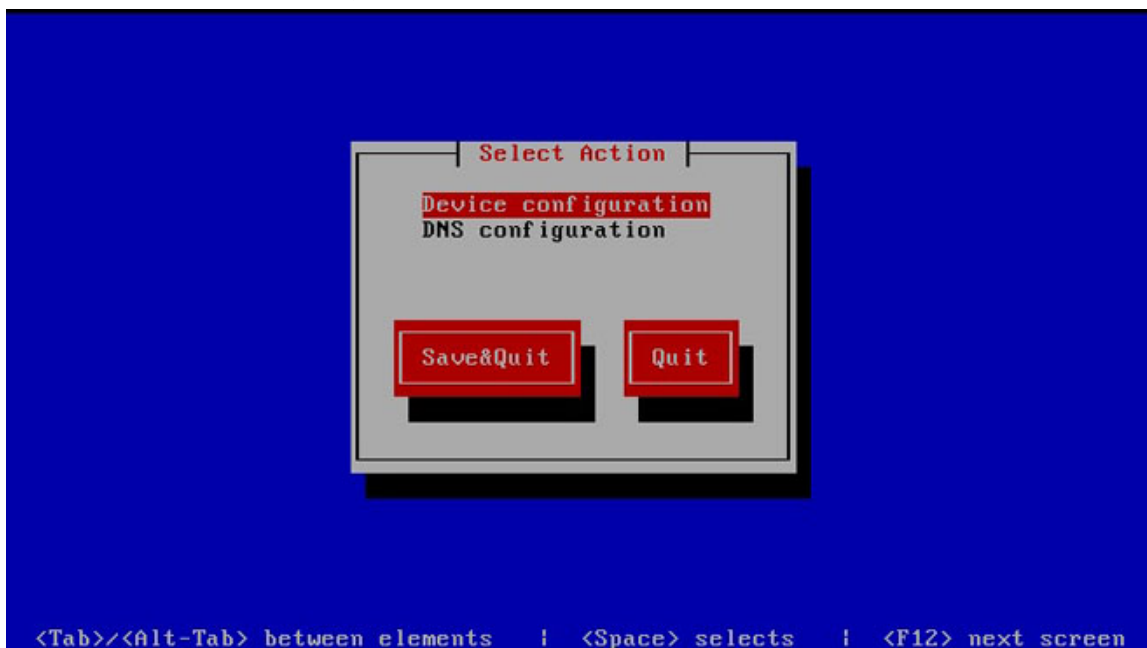 Select Action
Device configuration
DNS configuration
Save&Quit Quit
<Tab>/<Alt-Tab> between elements | <Space> selects | <F12> next screen